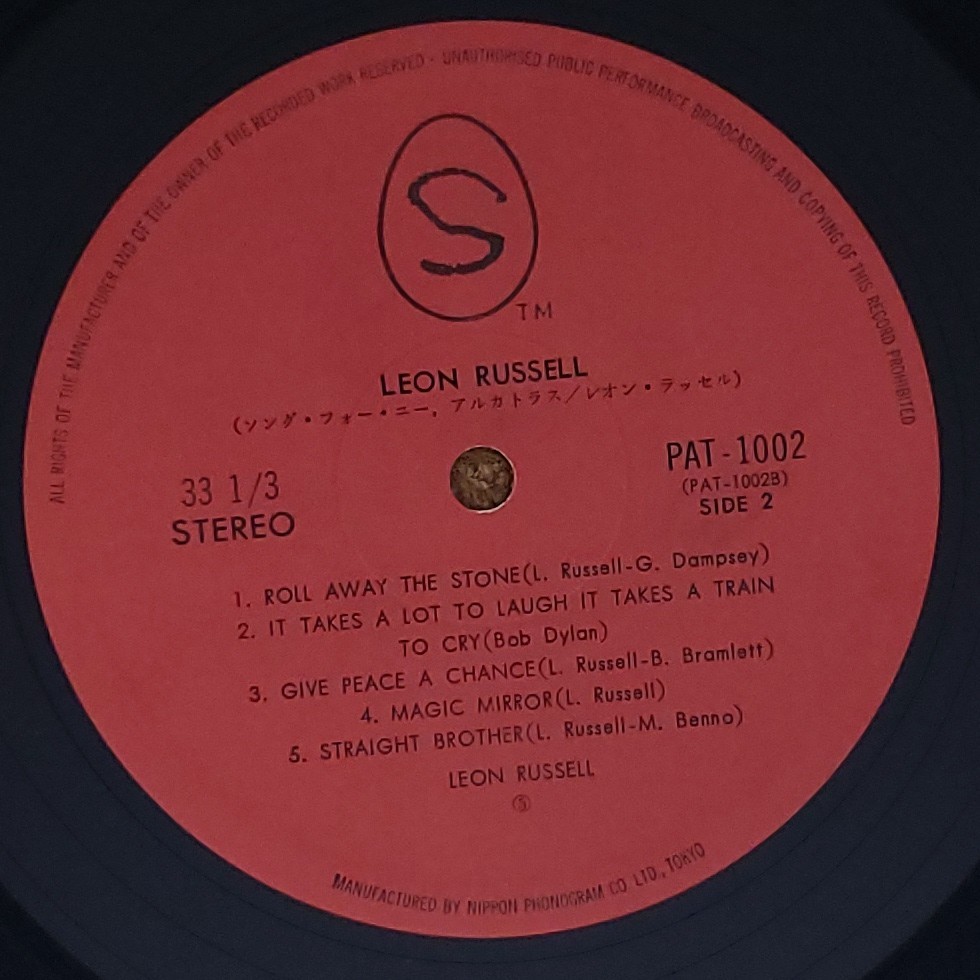 ALL RIGHTS OF THE MANUFACTURER AND OF THE OWNER OF THE RECORDED WORK RESERVED - UNAUTHORISED PUBLIC PERFORMANCE BROADCASTING AND COPYING OF THIS RECORD PROHIBITED
S
TM
LEON RUSSELL
(ソング・フォー・ニー, アルカトラス/レオン・ラッセル)
33 1/3
STEREO
PAT-1002
(PAT-1002B)
SIDE 2
1. ROLL AWAY THE STONE(L. Russell-G. Dampsey)
2. IT TAKES A LOT TO LAUGH IT TAKES A TRAIN
TO CRY(Bob Dylan)
3. GIVE PEACE A CHANCE(L. Russell-B. Bramlett)
4. MAGIC MIRROR(L. Russell)
5. STRAIGHT BROTHER(L. Russell-M. Benno)
LEON RUSSELL
Ⓢ
MANUFACTURED BY NIPPON PHONOGRAM CO. LTD., TOKYO